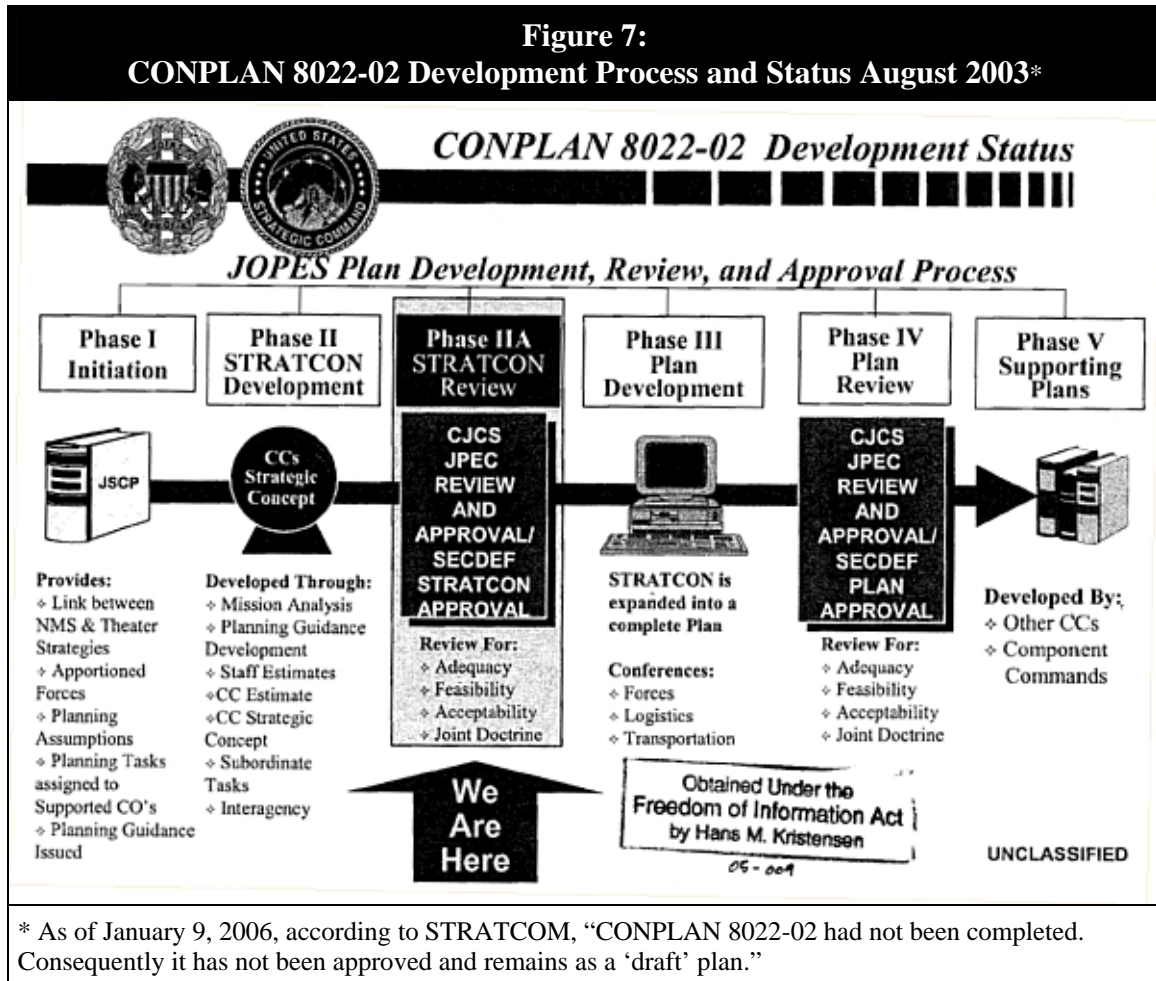 Figure 7:
CONPLAN 8022-02 Development Process and Status August 2003*
UNITED STATES
STRATEGIC COMMAND
CONPLAN 8022-02 Development Status
JOPES Plan Development, Review, and Approval Process
Phase I
Initiation
Phase II
STRATCON
Development
Phase IIA
STRATCON
Review
Phase III
Plan
Development
Phase IV
Plan
Review
Phase V
Supporting
Plans
JSCP
CCs
Strategic
Concept
CJCS
JPEC
REVIEW
AND
APPROVAL/
SECDEF
STRATCON
APPROVAL
CJCS
JPEC
REVIEW
AND
APPROVAL/
SECDEF
PLAN
APPROVAL
Provides:
❖ Link between
NMS & Theater
Strategies
❖ Apportioned
Forces
❖ Planning
Assumptions
❖ Planning Tasks
assigned to
Supported CO's
❖ Planning Guidance
Issued
Developed Through:
❖ Mission Analysis
❖ Planning Guidance
Development
❖ Staff Estimates
❖CC Estimate
❖CC Strategic
Concept
❖ Subordinate
Tasks
❖ Interagency
Review For:
❖ Adequacy
❖ Feasibility
❖ Acceptability
❖ Joint Doctrine
We
Are
Here
STRATCON is
expanded into a
complete Plan
Conferences:
❖ Forces
❖ Logistics
❖ Transportation
Review For:
❖ Adequacy
❖ Feasibility
❖ Acceptability
❖ Joint Doctrine
Developed By:
❖ Other CCs
❖ Component
Commands
Obtained Under the
Freedom of Information Act
by Hans M. Kristensen
05-009
UNCLASSIFIED
* As of January 9, 2006, according to STRATCOM, “CONPLAN 8022-02 had not been completed.
Consequently it has not been approved and remains as a ‘draft’ plan.”